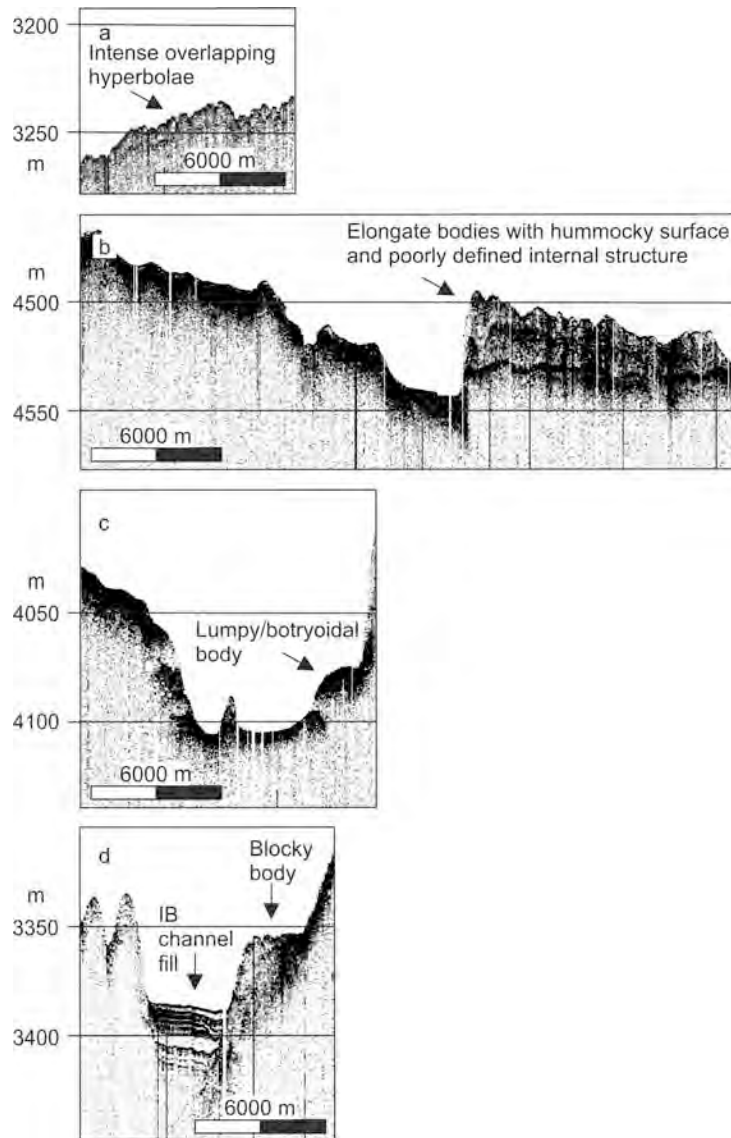 3200
a
Intense overlapping
hyperbolae
3250
m
6000 m
b
m
Elongate bodies with hummocky surface
and poorly defined internal structure
4500
4550
6000 m
c
m
4050
Lumpy/botryoidal
body
4100
6000 m
d
m
Blocky
body
3350
IB
channel
fill
3400
6000 m